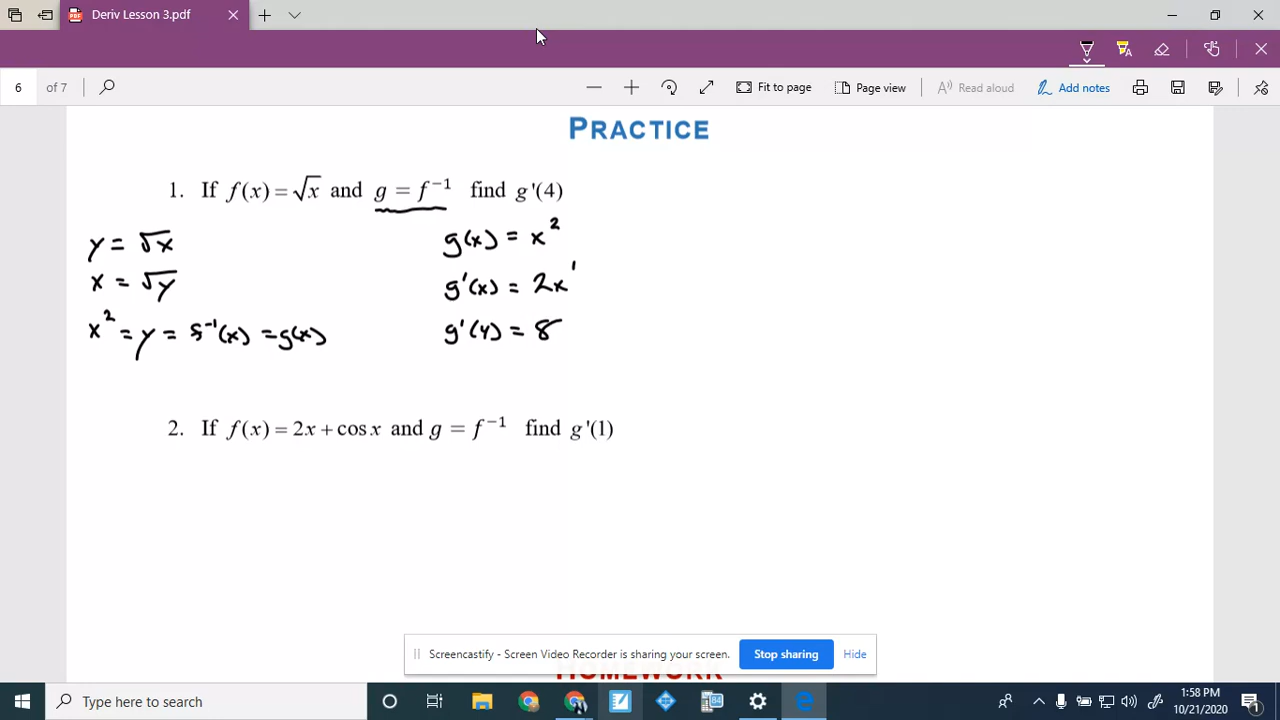 Deriv Lesson 3.pdf
6 of 7
Fit to page
Page view
Read aloud
Add notes
PRACTICE
1. If f(x) = √x and g = f⁻¹ find g'(4)
y = √x
x = √y
x² = y = f⁻¹(x) = g(x)
g(x) = x²
g'(x) = 2x'
g'(4) = 8
2. If f(x) = 2x + cos x and g = f⁻¹ find g'(1)
Screencastify - Screen Video Recorder is sharing your screen.
Stop sharing
Hide
HOMEWORK
Type here to search
1:58 PM
10/21/2020